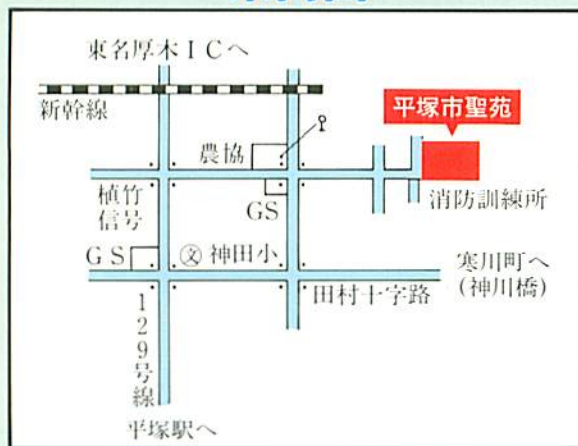 東名厚木ICへ
新幹線
平塚市聖苑
農協
植竹
信号
GS
消防訓練所
GS
文
神田小
寒川町へ
(神川橋)
田村十字路
129号線
平塚駅へ